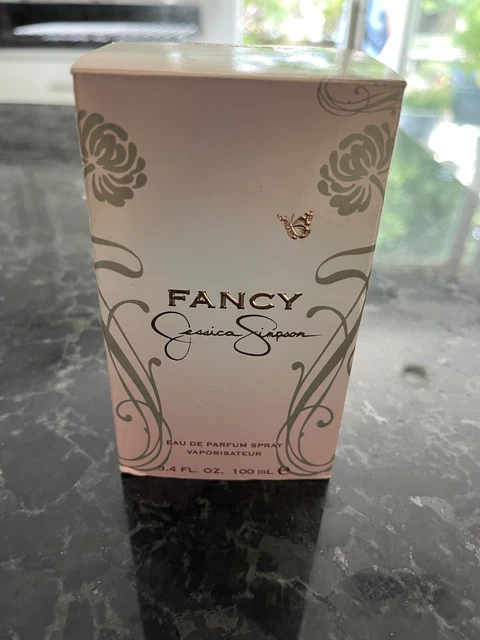 FANCY
Jessica Simpson
EAU DE PARFUM SPRAY
VAPORISATEUR
3.4 FL. OZ. 100 mL e